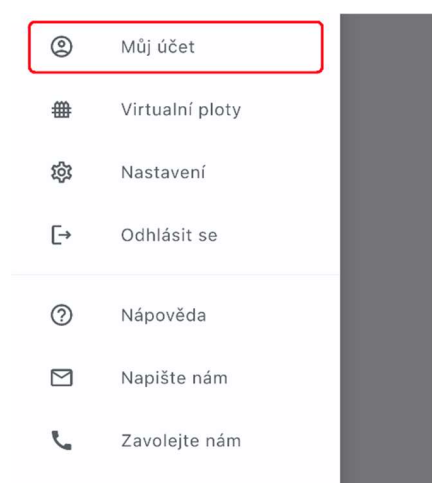 Můj účet
Virtualní ploty
Nastavení
Odhlásit se
Nápověda
Napište nám
Zavolejte nám